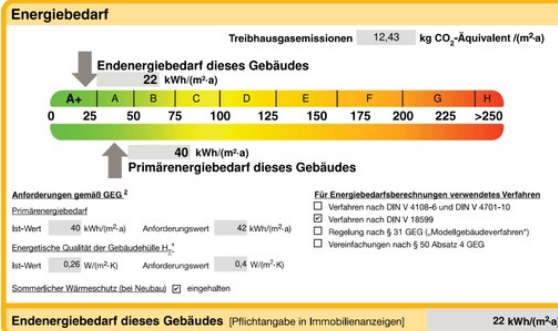 Energiebedarf
Treibhausgasemissionen 12,43 kg CO₂-Äquivalent /(m²·a)
Endenergiebedarf dieses Gebäudes
22 kWh/(m²·a)
A+ A B C D E F G H
0 25 50 75 100 125 150 175 200 225 >250
40 kWh/(m²·a)
Primärenergiebedarf dieses Gebäudes
Anforderungen gemäß GEG ²
Primärenergiebedarf
Ist-Wert 40 kWh/(m²·a) Anforderungswert 42 kWh/(m²·a)
Energetische Qualität der Gebäudehülle H_T'
Ist-Wert 0,26 W/(m²·K) Anforderungswert 0,4 W/(m²·K)
Sommerlicher Wärmeschutz (bei Neubau) ☑ eingehalten
Für Energiebedarfsberechnungen verwendetes Verfahren
☐ Verfahren nach DIN V 4108-6 und DIN V 4701-10
☑ Verfahren nach DIN V 18599
☐ Regelung nach § 31 GEG („Modellgebäudeverfahren“)
☐ Vereinfachungen nach § 50 Absatz 4 GEG
Endenergiebedarf dieses Gebäudes [Pflichtangabe in Immobilienanzeigen] 22 kWh/(m²·a